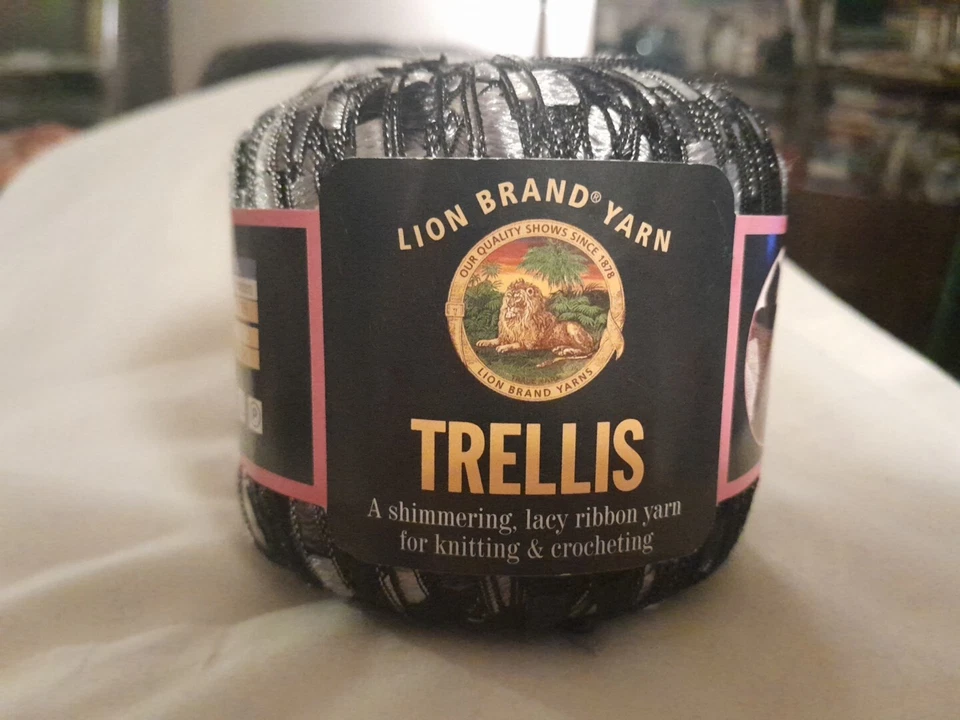 LION BRAND® YARN
OUR QUALITY SHOWS SINCE 1878
LION BRAND YARNS
TRELLIS
A shimmering, lacy ribbon yarn
for knitting & crocheting
D